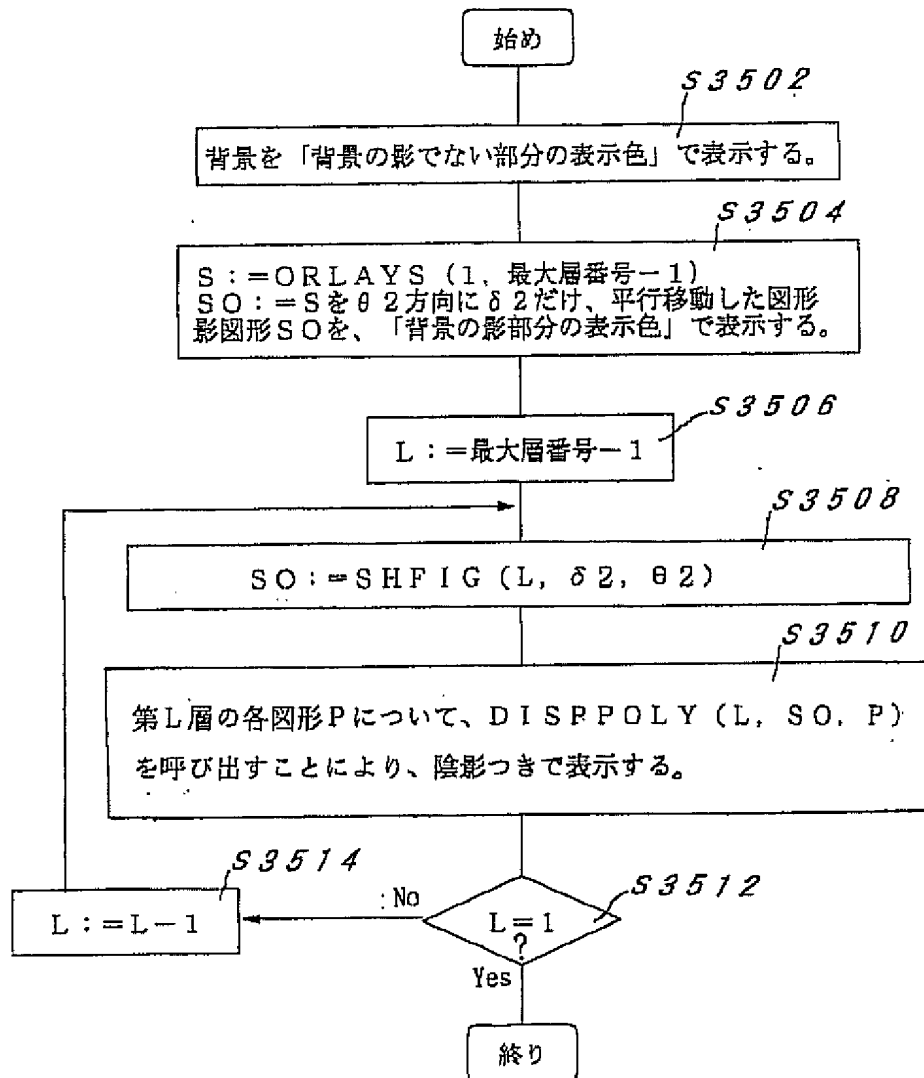 始め
S3502
背景を「背景の影でない部分の表示色」で表示する。
S3504
S:=ORLAYS(1, 最大層番号-1)
SO:=Sをθ2方向にδ2だけ、平行移動した図形
影図形SOを、「背景の影部分の表示色」で表示する。
S3506
L:=最大層番号-1
S3508
SO:=SHFIG(L, δ2, θ2)
S3510
第L層の各図形Pについて、DISPPOLY(L, SO, P)
を呼び出すことにより、陰影つきで表示する。
S3514
L:=L-1
No
S3512
L=1
?
Yes
終り